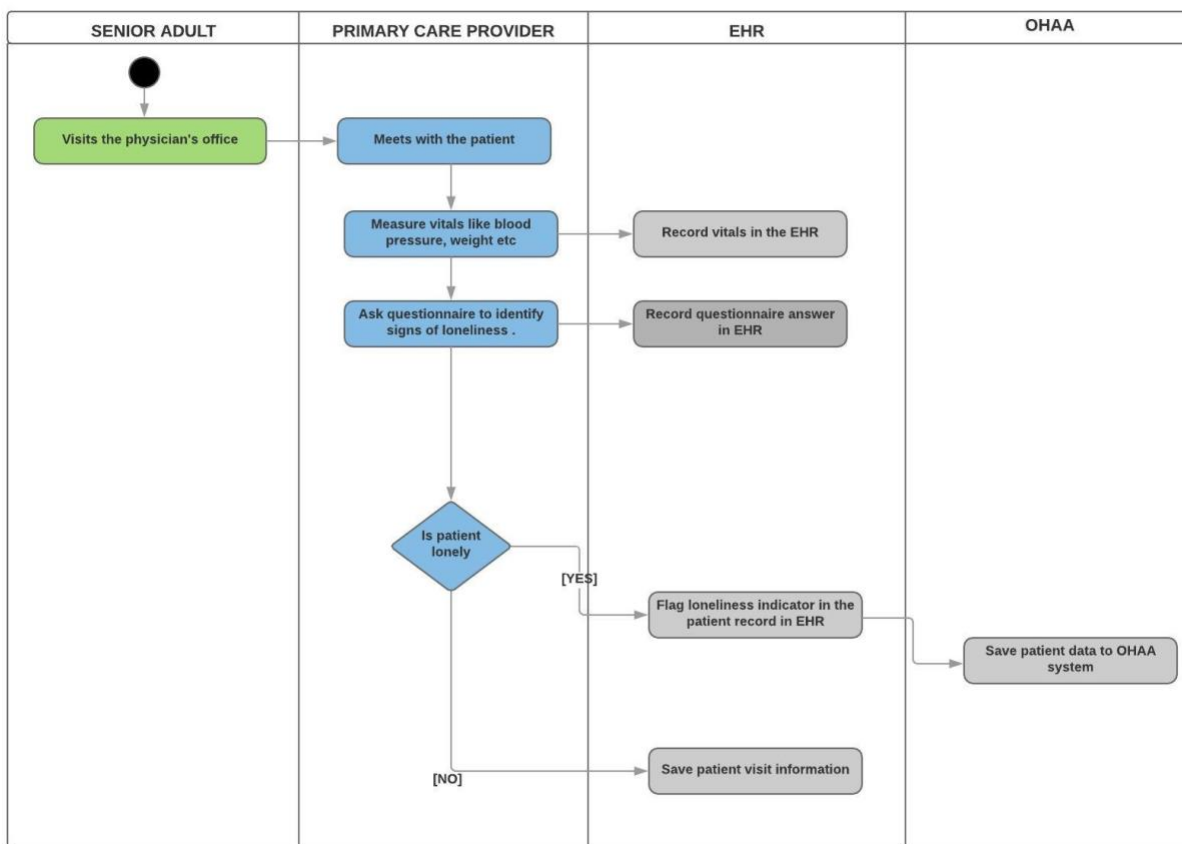 SENIOR ADULT
PRIMARY CARE PROVIDER
EHR
OHAA
Visits the physician's office
Meets with the patient
Measure vitals like blood
pressure, weight etc
Record vitals in the EHR
Ask questionnaire to identify
signs of loneliness .
Record questionnaire answer
in EHR
Is patient
lonely
[YES]
Flag loneliness indicator in the
patient record in EHR
Save patient data to OHAA
system
[NO]
Save patient visit information